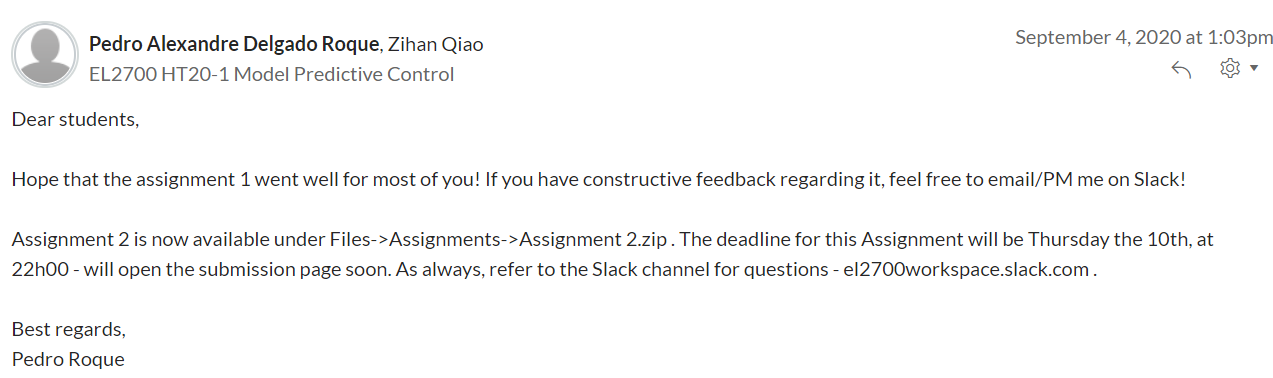 Pedro Alexandre Delgado Roque, Zihan Qiao
September 4, 2020 at 1:03pm
EL2700 HT20-1 Model Predictive Control
Dear students,
Hope that the assignment 1 went well for most of you! If you have constructive feedback regarding it, feel free to email/PM me on Slack!
Assignment 2 is now available under Files->Assignments->Assignment 2.zip . The deadline for this Assignment will be Thursday the 10th, at
22h00 - will open the submission page soon. As always, refer to the Slack channel for questions - el2700workspace.slack.com .
Best regards,
Pedro Roque